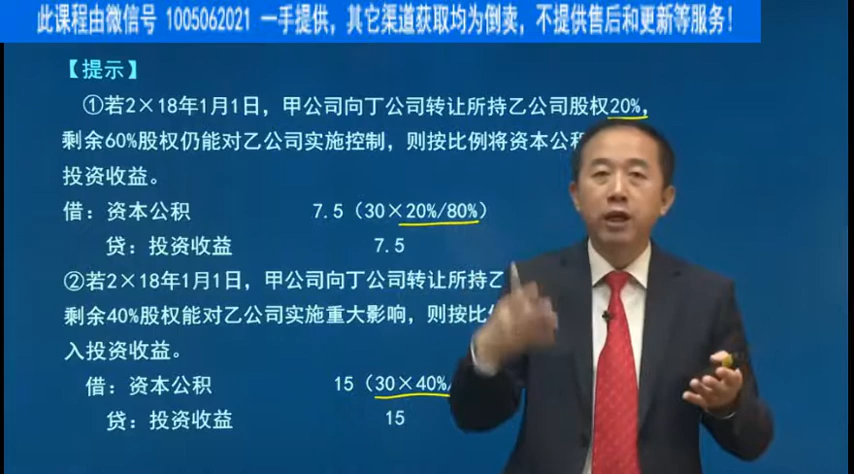 此课程由微信号 1005062021 一手提供，其它渠道获取均为倒卖，不提供售后和更新等服务！
【提示】
①若2×18年1月1日，甲公司向丁公司转让所持乙公司股权20%，
剩余60%股权仍能对乙公司实施控制，则按比例将资本公
投资收益。
借：资本公积 7.5（30×20%/80%）
贷：投资收益 7.5
②若2×18年1月1日，甲公司向丁公司转让所持乙
剩余40%股权能对乙公司实施重大影响，则按比
入投资收益。
借：资本公积 15（30×40%
贷：投资收益 15